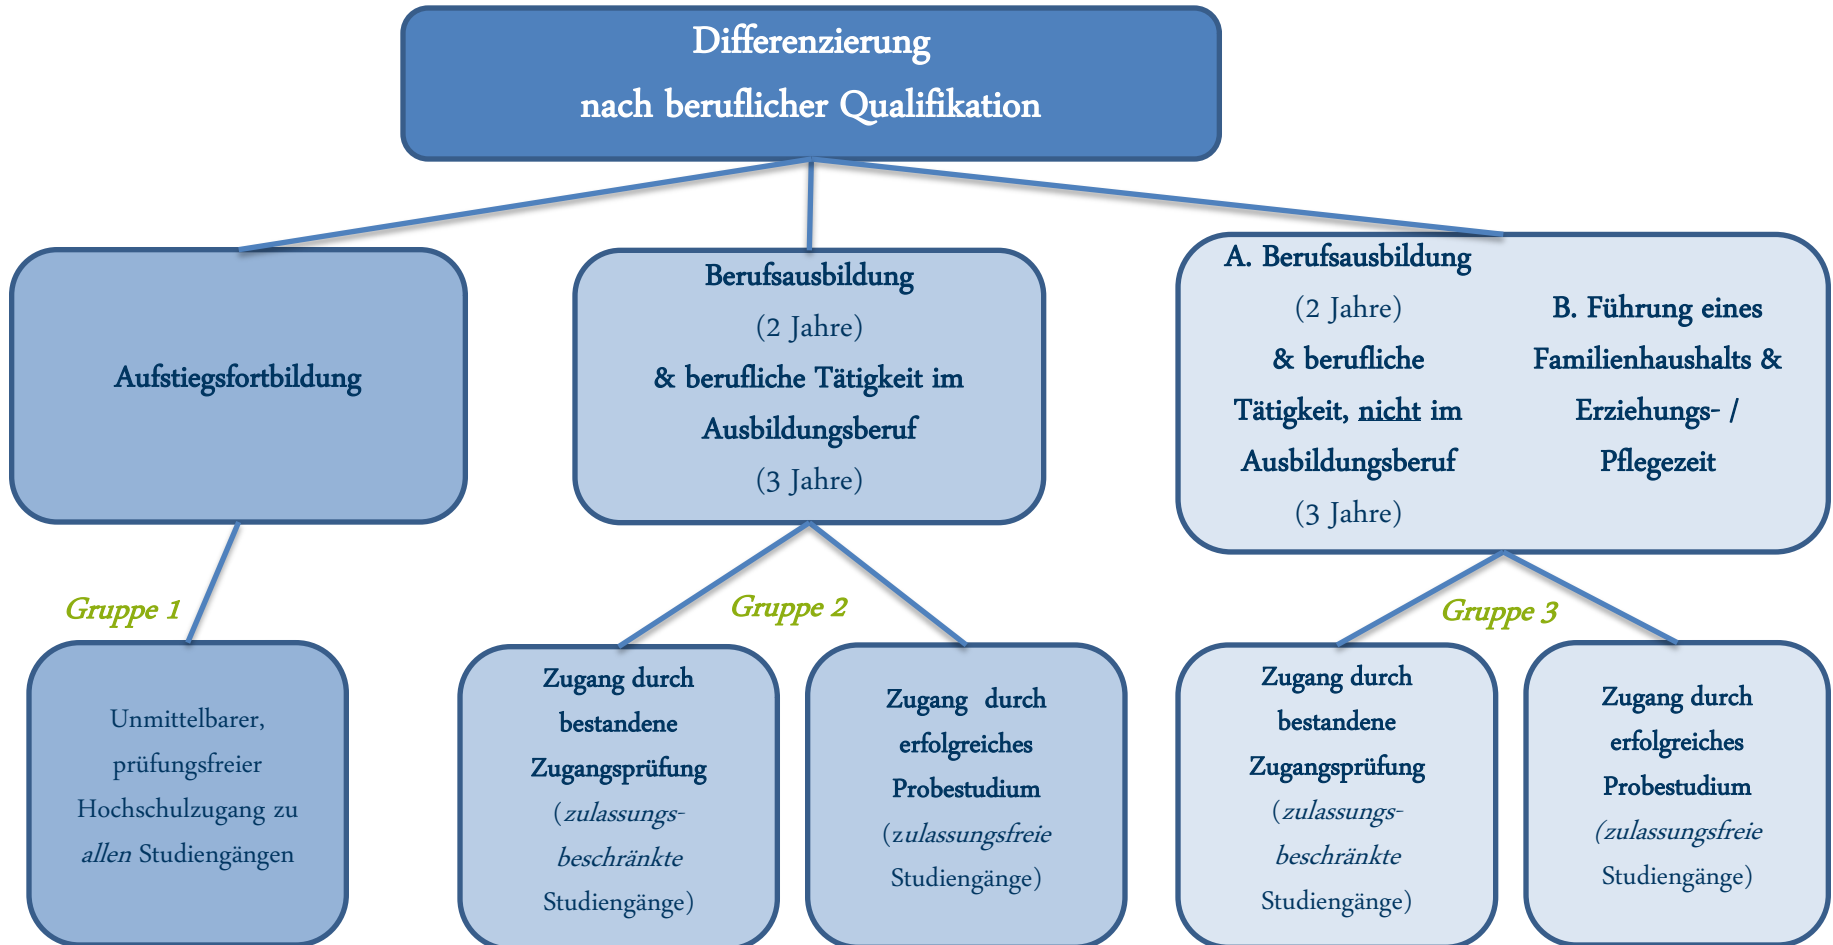 Differenzierung
nach beruflicher Qualifikation
Aufstiegsfortbildung
Berufsausbildung
(2 Jahre)
& berufliche Tätigkeit im
Ausbildungsberuf
(3 Jahre)
A. Berufsausbildung
(2 Jahre)
& berufliche
Tätigkeit, nicht im
Ausbildungsberuf
(3 Jahre)
B. Führung eines
Familienhaushalts &
Erziehungs- /
Pflegezeit
Gruppe 1
Gruppe 2
Gruppe 3
Unmittelbarer,
prüfungsfreier
Hochschulzugang zu
allen Studiengängen
Zugang durch
bestandene
Zugangsprüfung
(zulassungs-
beschränkte
Studiengänge)
Zugang durch
erfolgreiches
Probestudium
(zulassungsfreie
Studiengänge)
Zugang durch
bestandene
Zugangsprüfung
(zulassungs-
beschränkte
Studiengänge)
Zugang durch
erfolgreiches
Probestudium
(zulassungsfreie
Studiengänge)